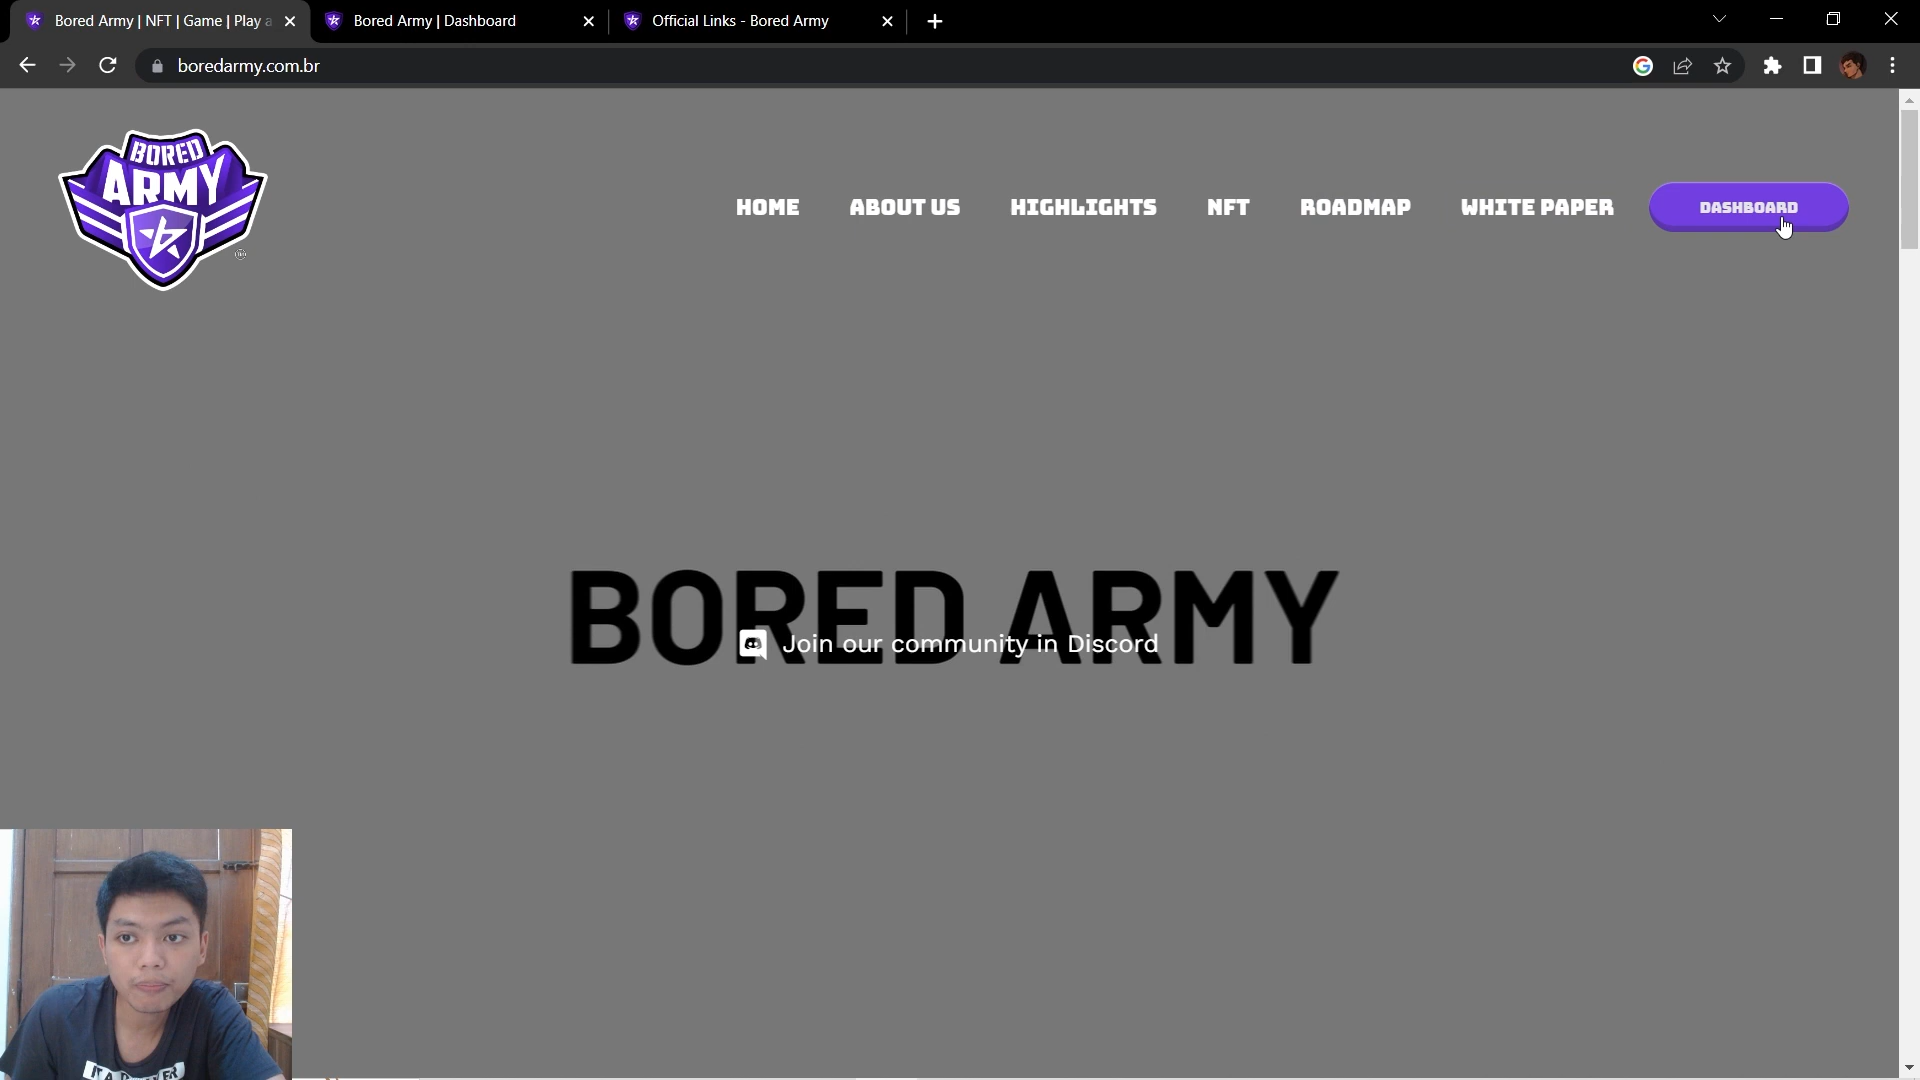 Bored Army | NFT | Game | Play a
Bored Army | Dashboard
Official Links - Bored Army
boredarmy.com.br
BORED
ARMY
HOME
ABOUT US
HIGHLIGHTS
NFT
ROADMAP
WHITE PAPER
DASHBOARD
BORED ARMY
Join our community in Discord